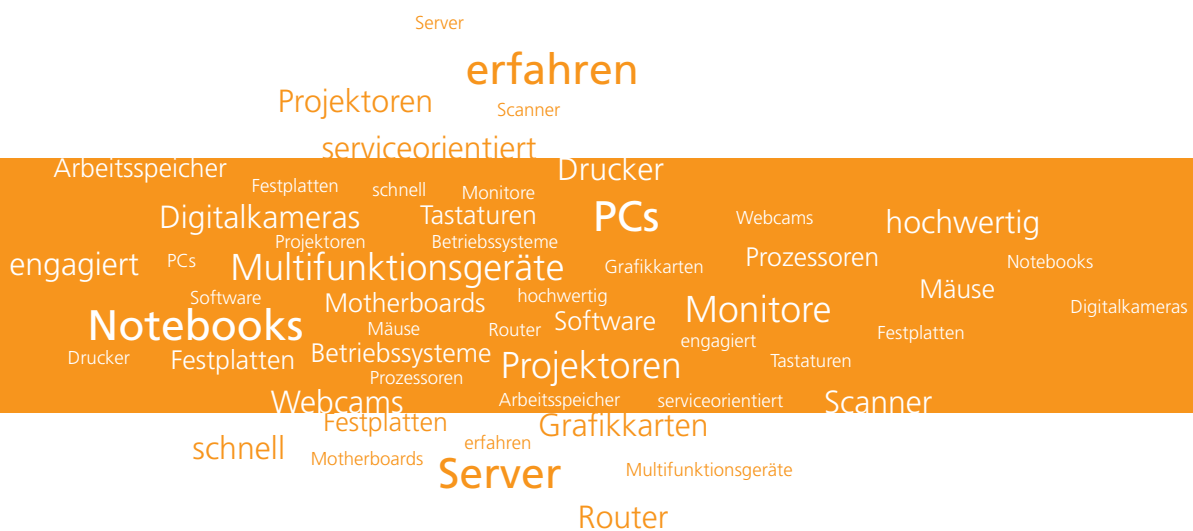 Server
erfahren
Projektoren
Scanner
serviceorientiert
Arbeitsspeicher
Drucker
Festplatten
schnell
Monitore
Digitalkameras
Tastaturen
PCs
Webcams
hochwertig
Projektoren
Betriebssysteme
engagiert
PCs
Multifunktionsgeräte
Grafikkarten
Prozessoren
Notebooks
Software
Motherboards
hochwertig
Monitore
Mäuse
Digitalkameras
Notebooks
Mäuse
Router
Software
engagiert
Festplatten
Drucker
Festplatten
Betriebssysteme
Projektoren
Tastaturen
Prozessoren
Webcams
Arbeitsspeicher
serviceorientiert
Scanner
Festplatten
Grafikkarten
schnell
Motherboards
erfahren
Server
Multifunktionsgeräte
Router